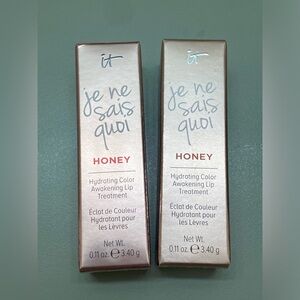 it
je ne
sais
quoi
HONEY
Hydrating Color
Awakening Lip
Treatment
Éclat de Couleur
Hydratant pour
les Lèvres
Net Wt.
0.11 oz. ℮ 3.40 g
it
je ne
sais
quoi
HONEY
Hydrating Color
Awakening Lip
Treatment
Éclat de Couleur
Hydratant pour
les Lèvres
Net Wt.
0.11 oz. ℮ 3.40 g